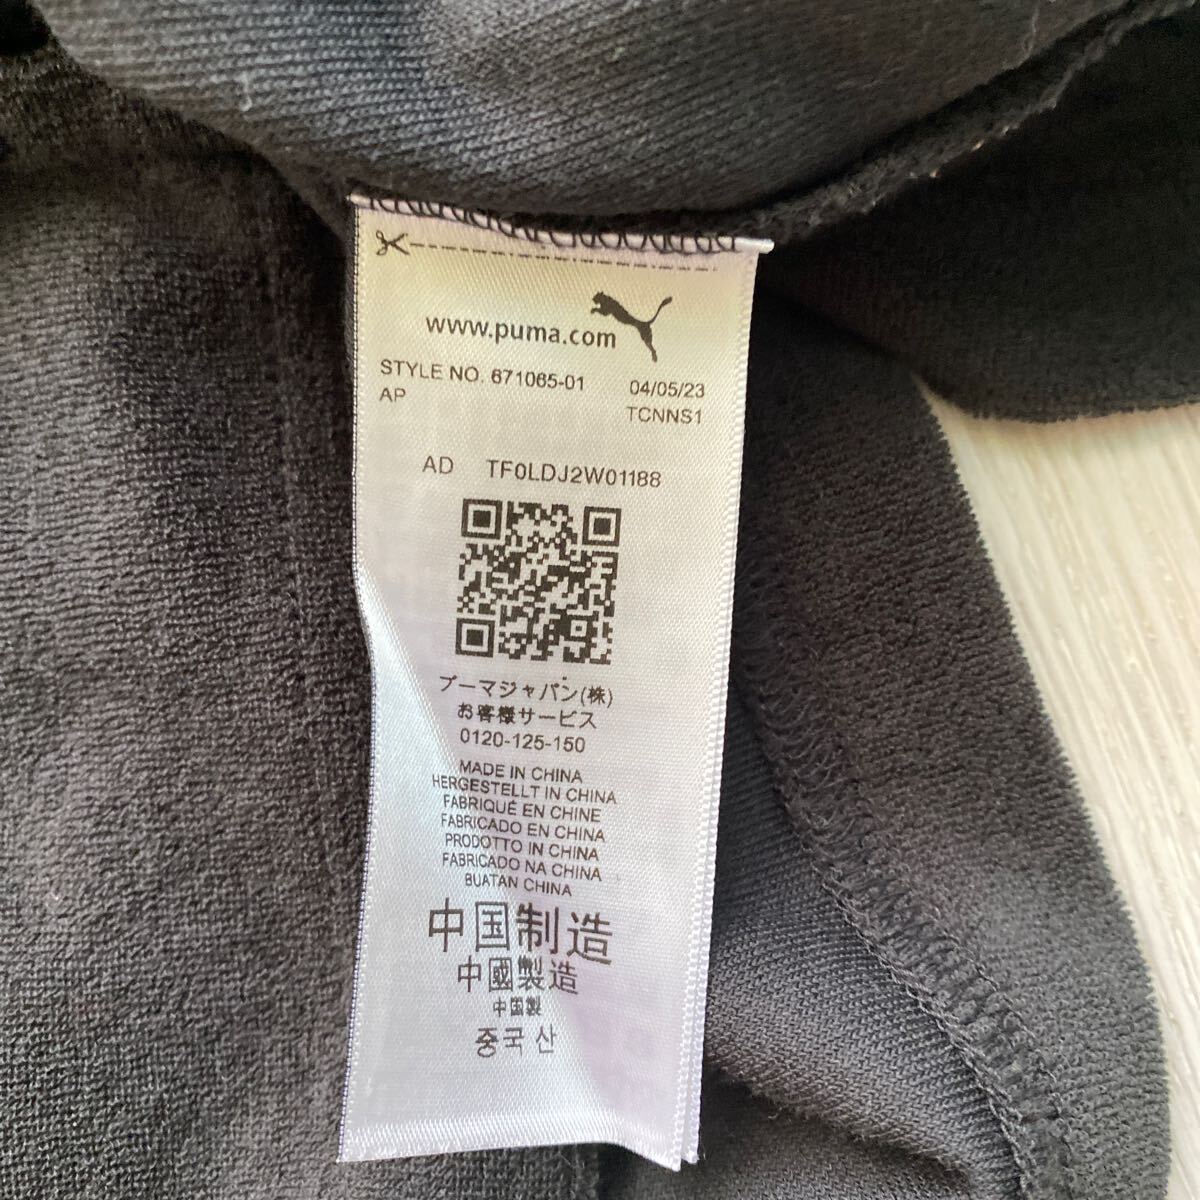 www.puma.com
STYLE NO. 671065-01 04/05/23
AP TCNNS1
AD TF0LDJ2W01188
プーマジャパン(株)
お客様サービス
0120-125-150
MADE IN CHINA
HERGESTELLT IN CHINA
FABRIQUÉ EN CHINE
FABRICADO EN CHINA
PRODOTTO IN CHINA
FABRICADO NA CHINA
BUATAN CHINA
中国制造
中國製造
中国製
중국 산